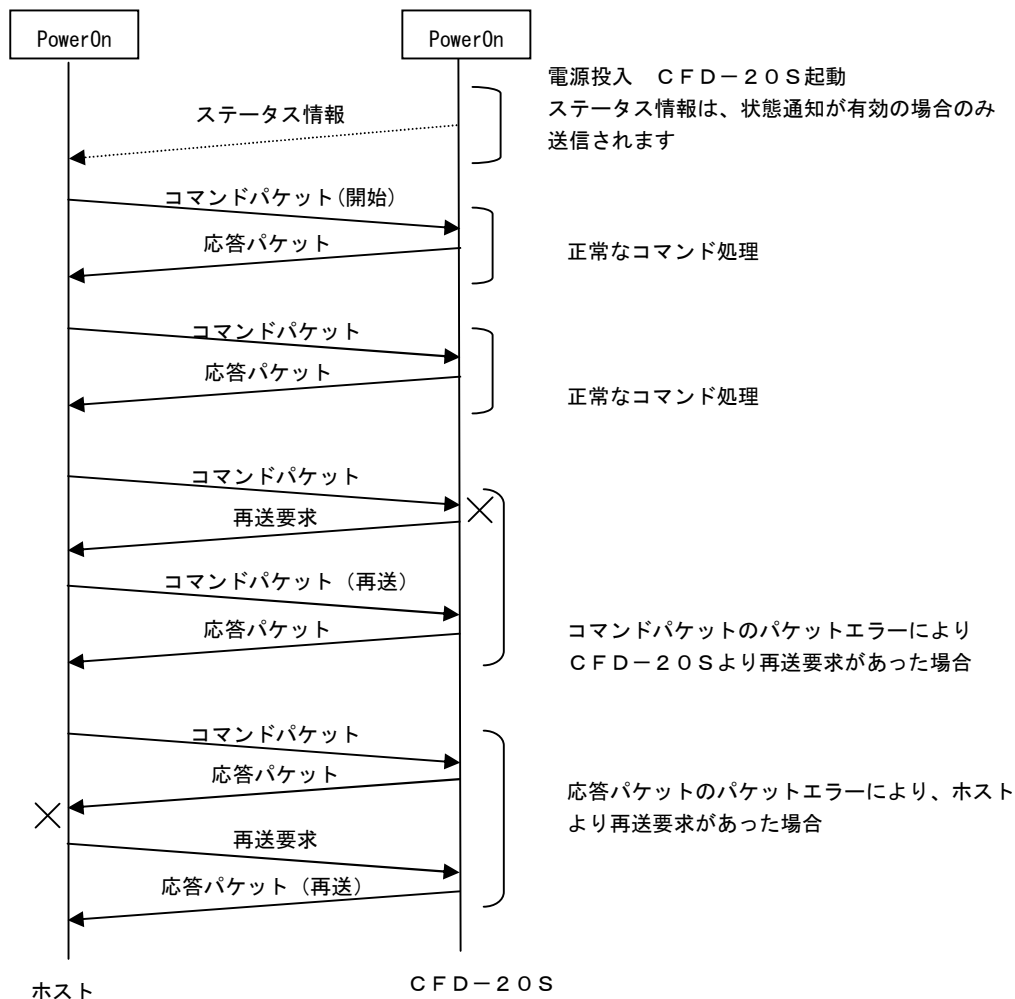 PowerOn
PowerOn
電源投入　ＣＦＤ－２０Ｓ起動
ステータス情報は、状態通知が有効の場合のみ
送信されます
ステータス情報
コマンドパケット(開始)
応答パケット
正常なコマンド処理
コマンドパケット
応答パケット
正常なコマンド処理
コマンドパケット
再送要求
コマンドパケット（再送）
応答パケット
コマンドパケットのパケットエラーにより
ＣＦＤ－２０Ｓより再送要求があった場合
コマンドパケット
応答パケット
応答パケットのパケットエラーにより、ホスト
より再送要求があった場合
再送要求
応答パケット（再送）
ホスト
ＣＦＤ－２０Ｓ